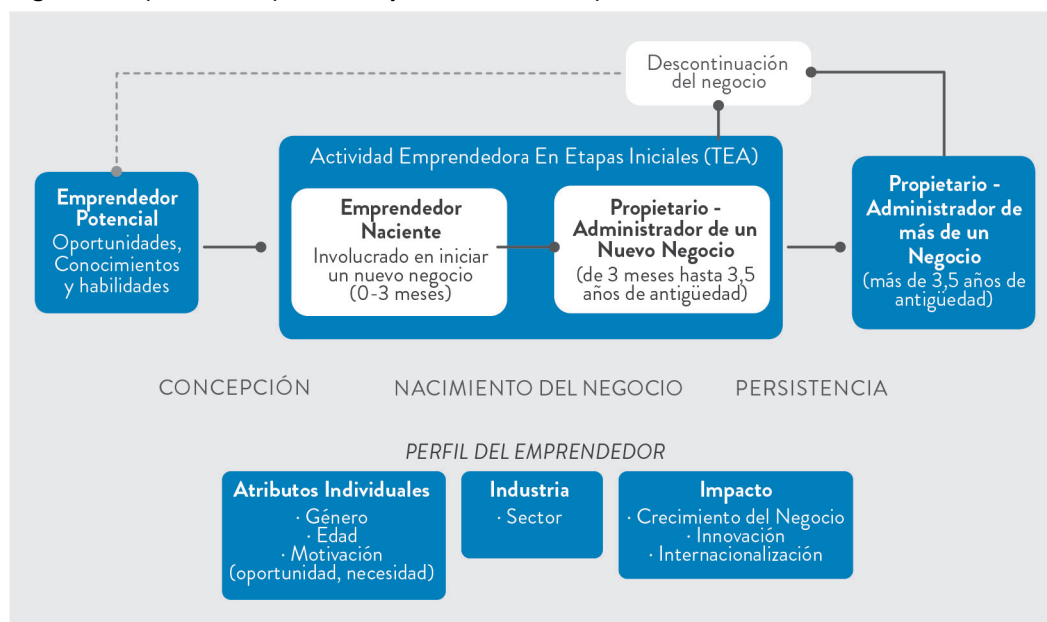 Descontinuación
del negocio
Actividad Emprendedora En Etapas Iniciales (TEA)
Emprendedor
Potencial
Oportunidades,
Conocimientos
y habilidades
Emprendedor
Naciente
Involucrado en iniciar
un nuevo negocio
(0-3 meses)
Propietario -
Administrador de un
Nuevo Negocio
(de 3 meses hasta 3,5
años de antigüedad)
Propietario -
Administrador de
más de un
Negocio
(más de 3,5 años de
antigüedad)
CONCEPCIÓN
NACIMIENTO DEL NEGOCIO
PERSISTENCIA
PERFIL DEL EMPRENDEDOR
Atributos Individuales
· Género
· Edad
· Motivación
(oportunidad, necesidad)
Industria
· Sector
Impacto
· Crecimiento del Negocio
· Innovación
· Internacionalización